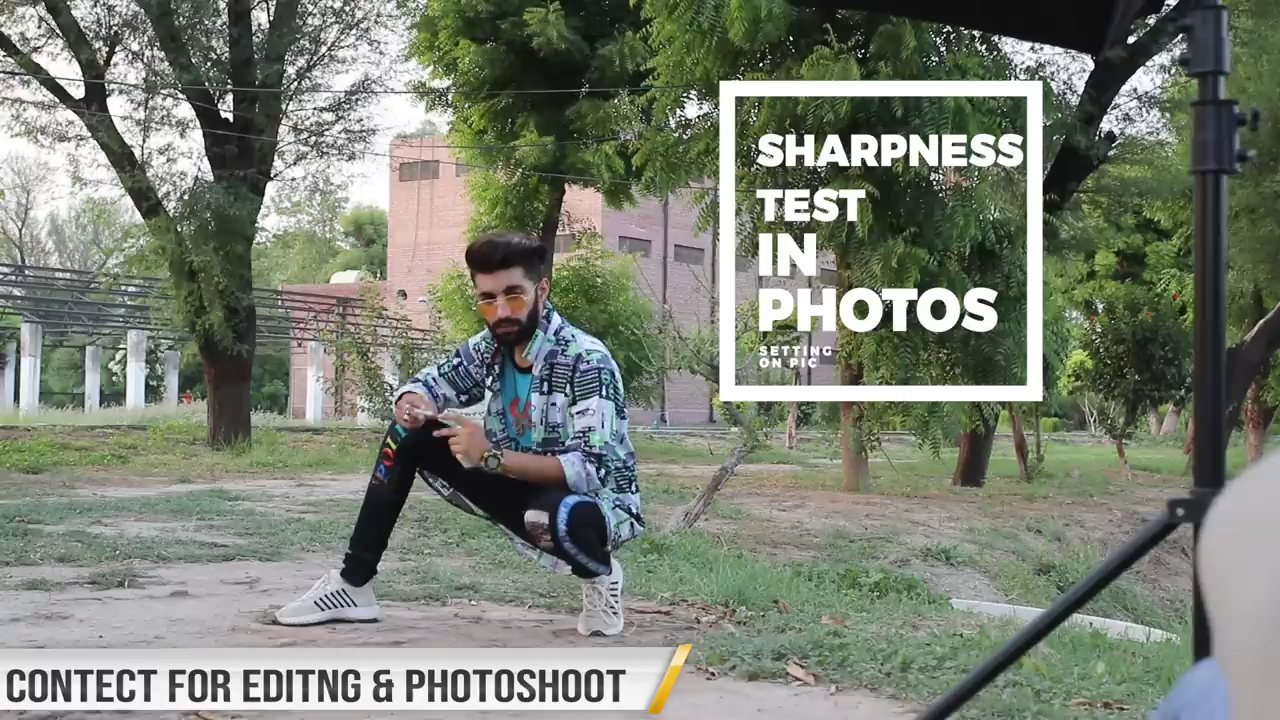 SHARPNESS
TEST
IN
PHOTOS
SETTING
ON PIC
CONTECT FOR EDITNG & PHOTOSHOOT